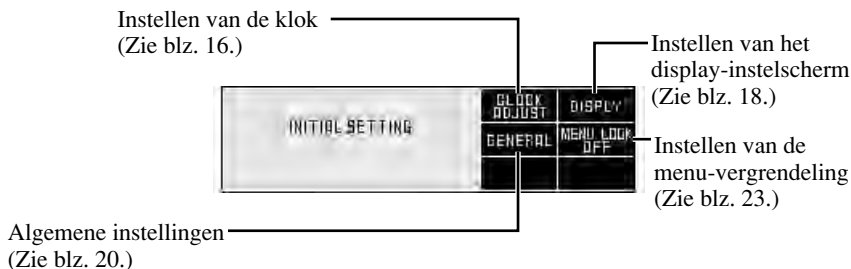 Instellen van de klok
(Zie blz. 16.)
Instellen van het
display-instelscherm
(Zie blz. 18.)
INITIAL SETTING
CLOCK
ADJUST
DISPLY
GENERAL
MENU LOCK
OFF
Instellen van de
menu-vergrendeling
(Zie blz. 23.)
Algemene instellingen
(Zie blz. 20.)